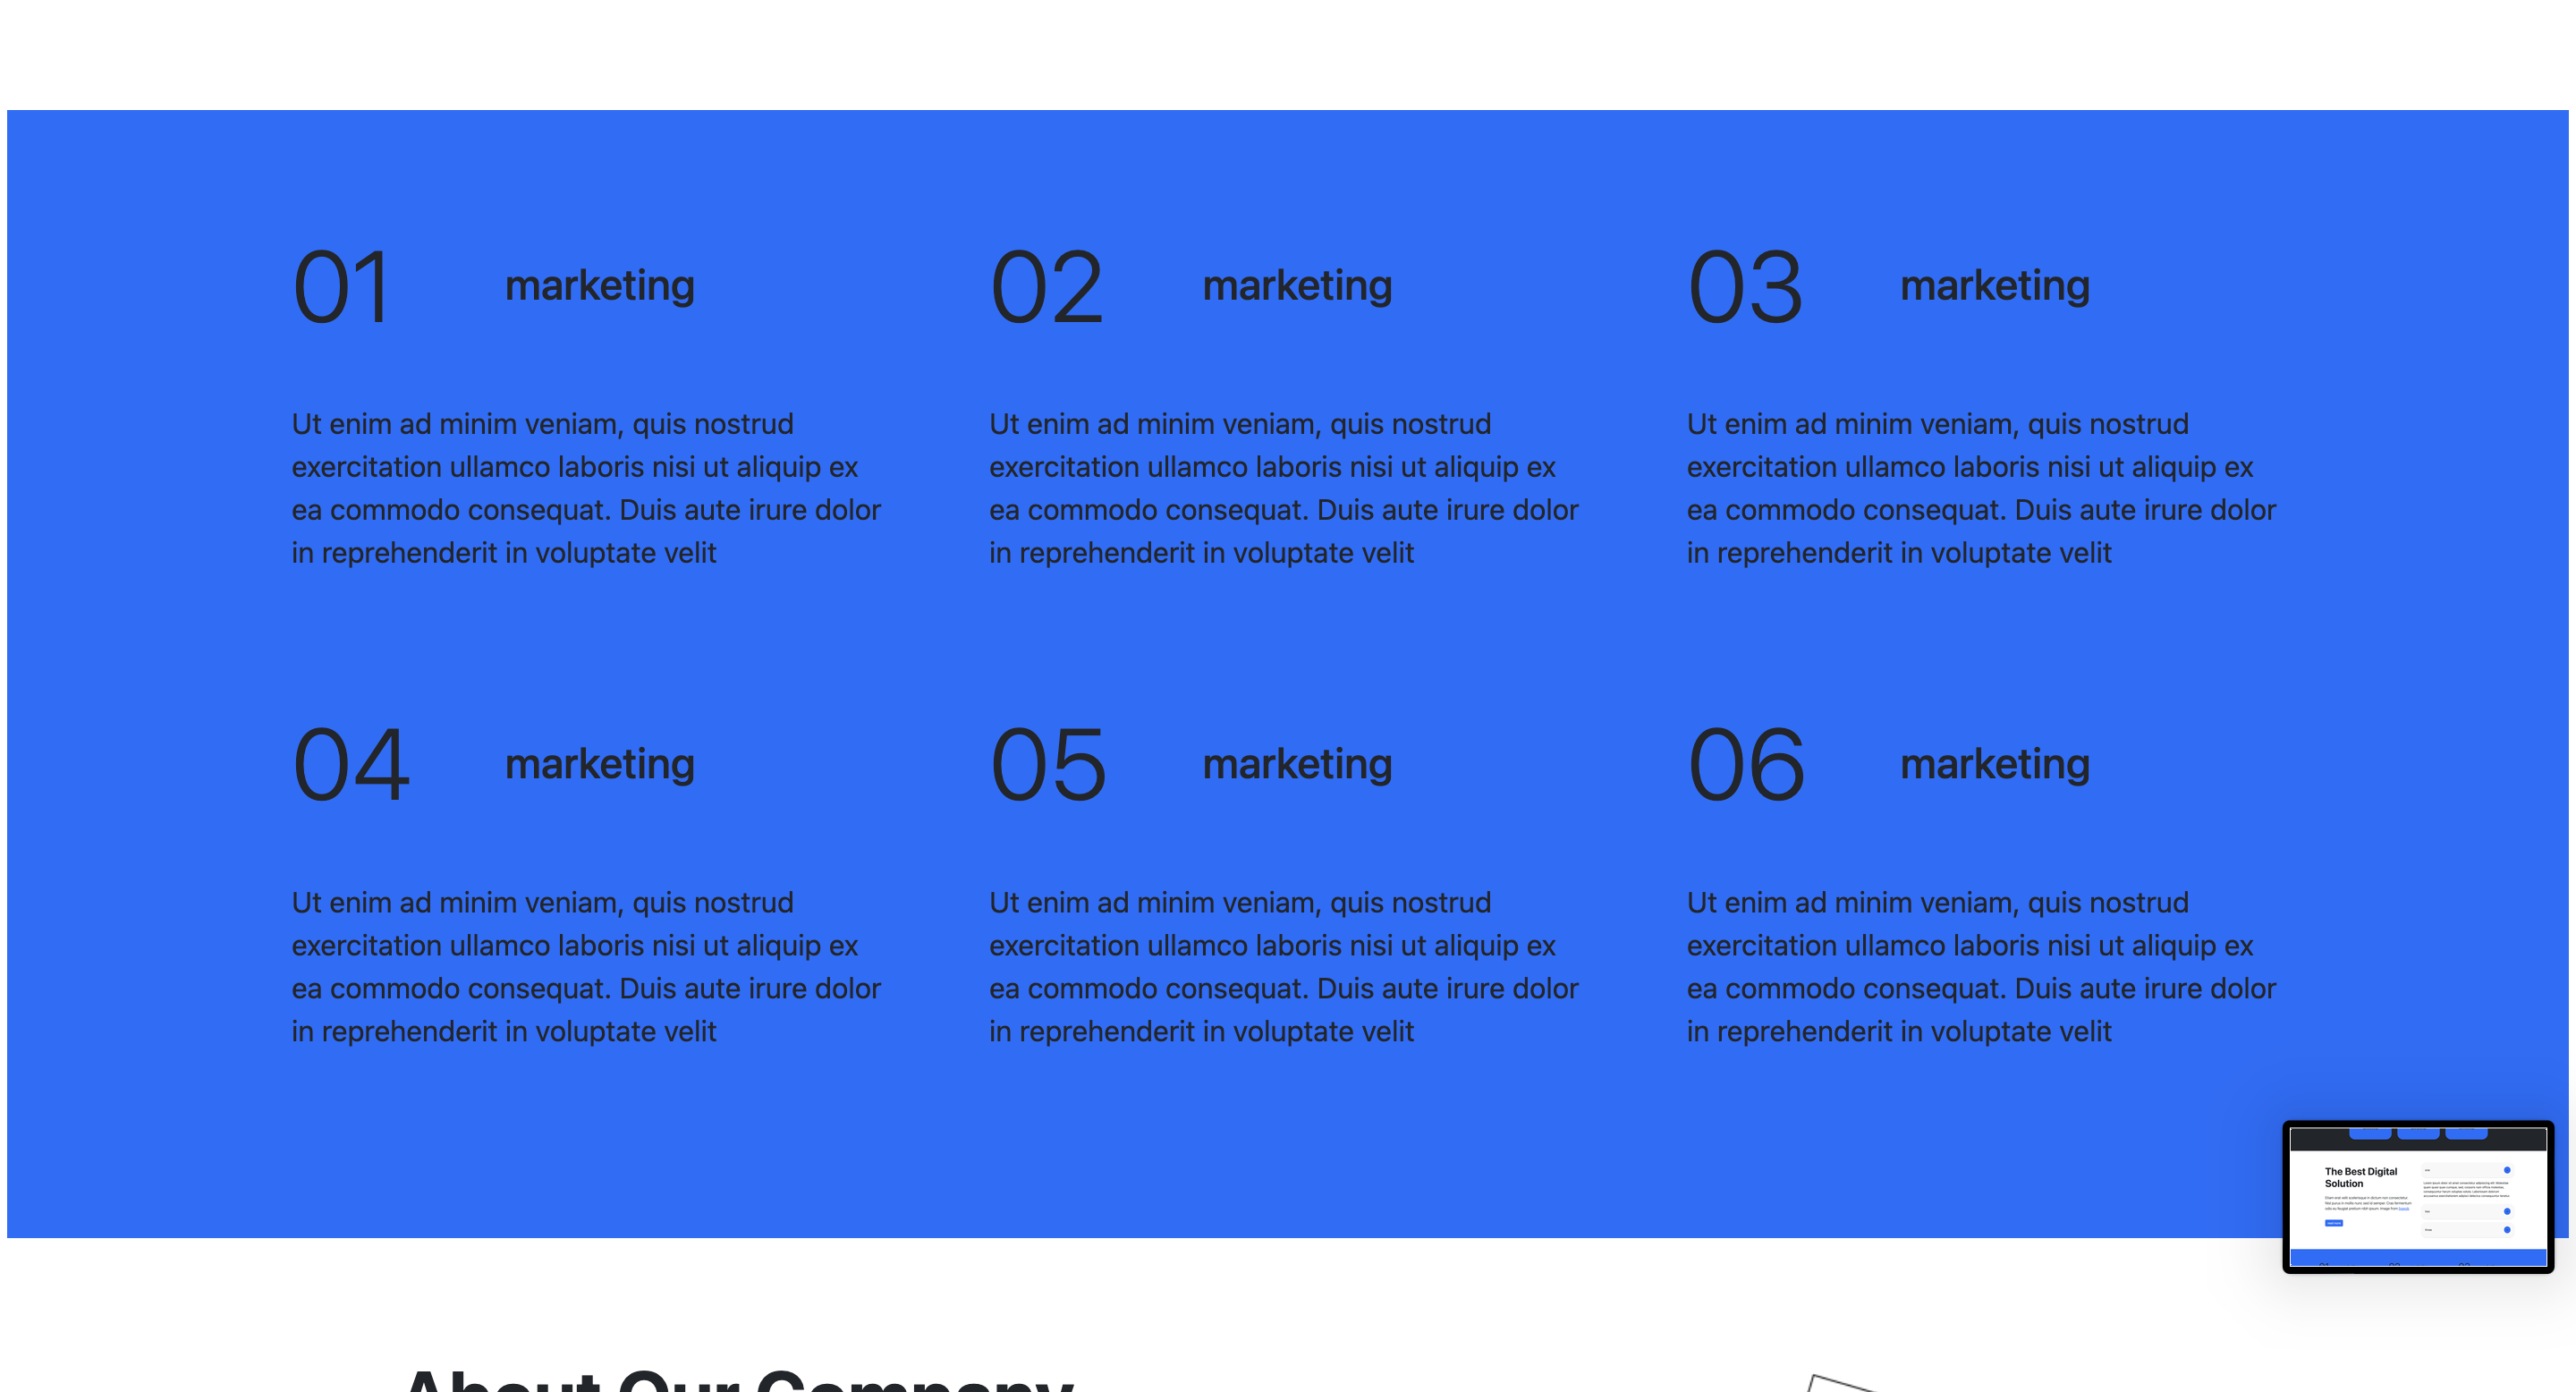 01 marketing
02 marketing
03 marketing
Ut enim ad minim veniam, quis nostrud
exercitation ullamco laboris nisi ut aliquip ex
ea commodo consequat. Duis aute irure dolor
in reprehenderit in voluptate velit
Ut enim ad minim veniam, quis nostrud
exercitation ullamco laboris nisi ut aliquip ex
ea commodo consequat. Duis aute irure dolor
in reprehenderit in voluptate velit
Ut enim ad minim veniam, quis nostrud
exercitation ullamco laboris nisi ut aliquip ex
ea commodo consequat. Duis aute irure dolor
in reprehenderit in voluptate velit
04 marketing
05 marketing
06 marketing
Ut enim ad minim veniam, quis nostrud
exercitation ullamco laboris nisi ut aliquip ex
ea commodo consequat. Duis aute irure dolor
in reprehenderit in voluptate velit
Ut enim ad minim veniam, quis nostrud
exercitation ullamco laboris nisi ut aliquip ex
ea commodo consequat. Duis aute irure dolor
in reprehenderit in voluptate velit
Ut enim ad minim veniam, quis nostrud
exercitation ullamco laboris nisi ut aliquip ex
ea commodo consequat. Duis aute irure dolor
in reprehenderit in voluptate velit
The Best Digital
Solution
About Our Company